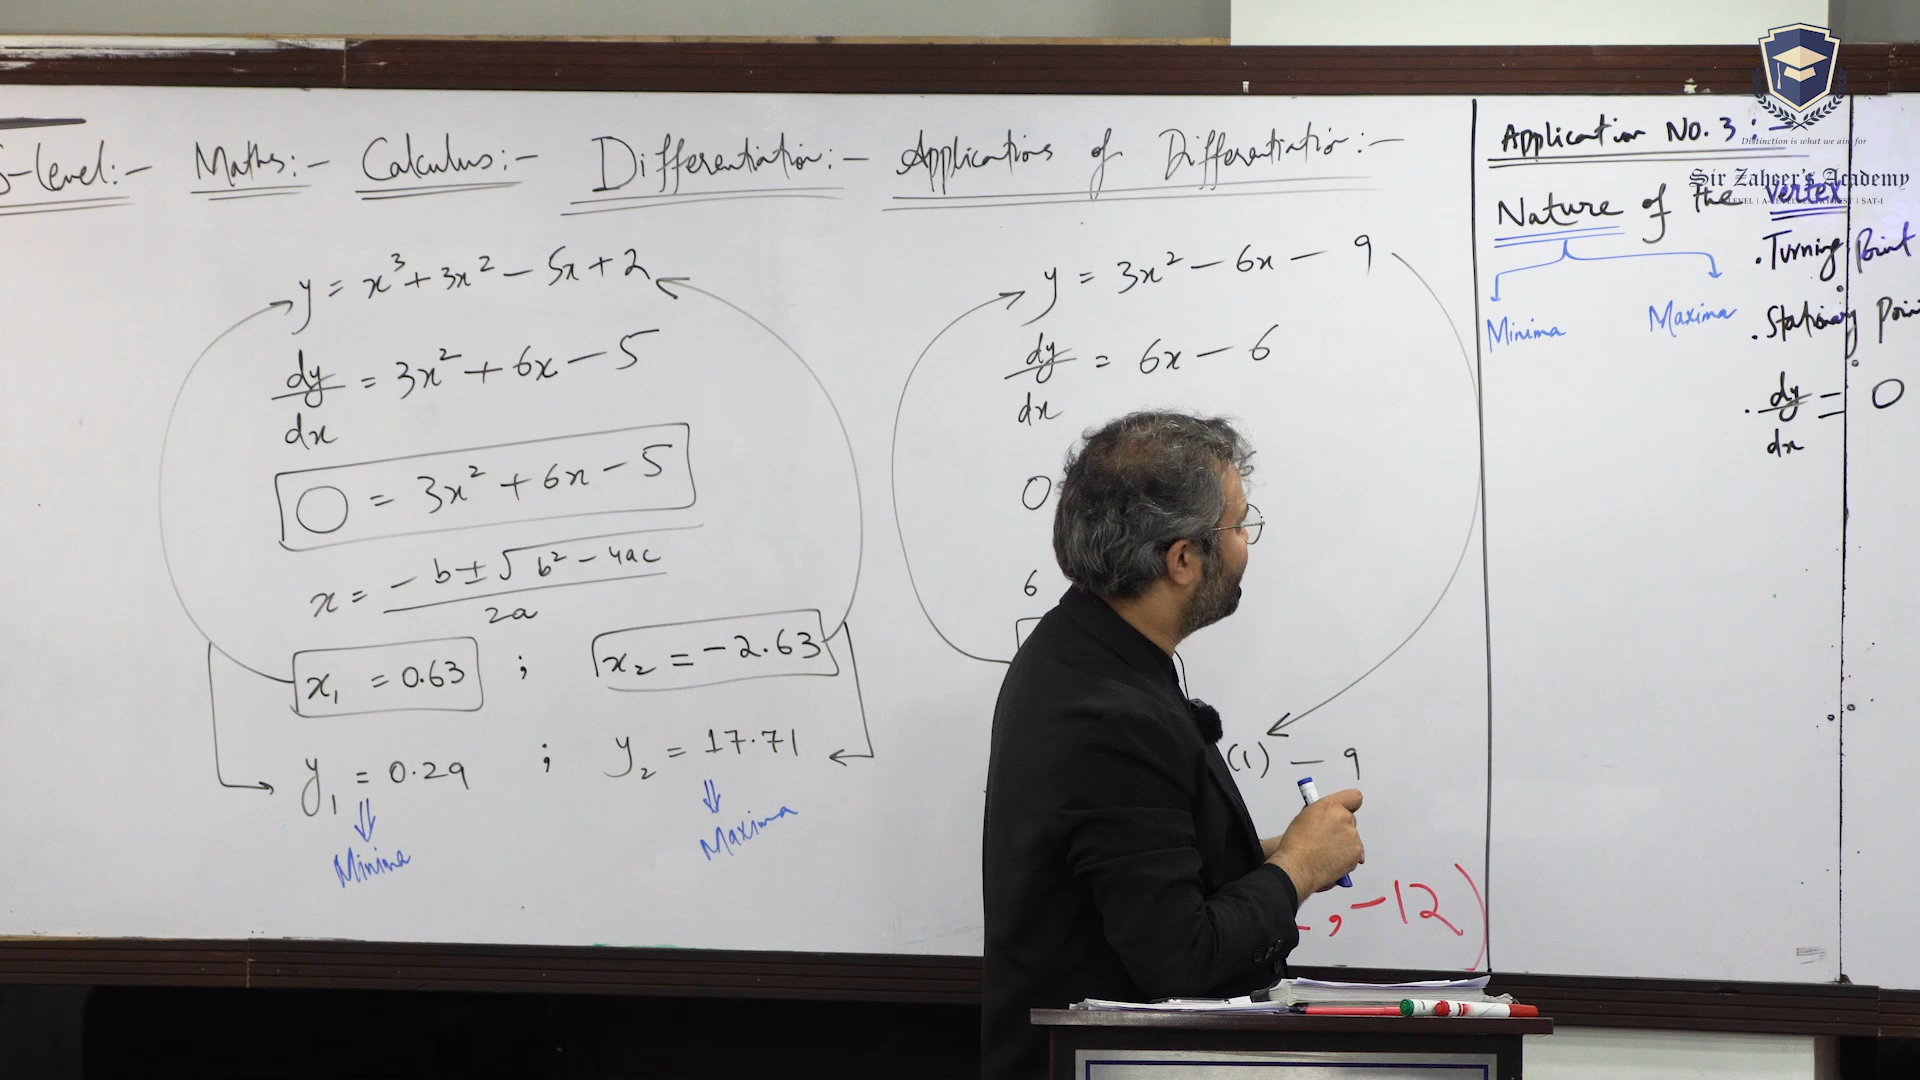 -level:- Maths:- Calculus:- Differentiation:- Applications of Differentiation:-
y = x³ + 3x² - 5x + 2
dy/dx = 3x² + 6x - 5
0 = 3x² + 6x - 5
x = -b ± √b² - 4ac / 2a
x₁ = 0.63 ; x₂ = -2.63
y₁ = 0.29 ; y₂ = 17.71
Minima Maxima
y = 3x² - 6x - 9
dy/dx = 6x - 6
0
6
(1) - 9
, -12)
Application No. 3 :-
Nature of the vertex
. Turning Point
Minima Maxima
. Stationary Poin
. dy/dx = 0
Distinction is what we aim for
Sir Zaheer's Academy
SAT-I